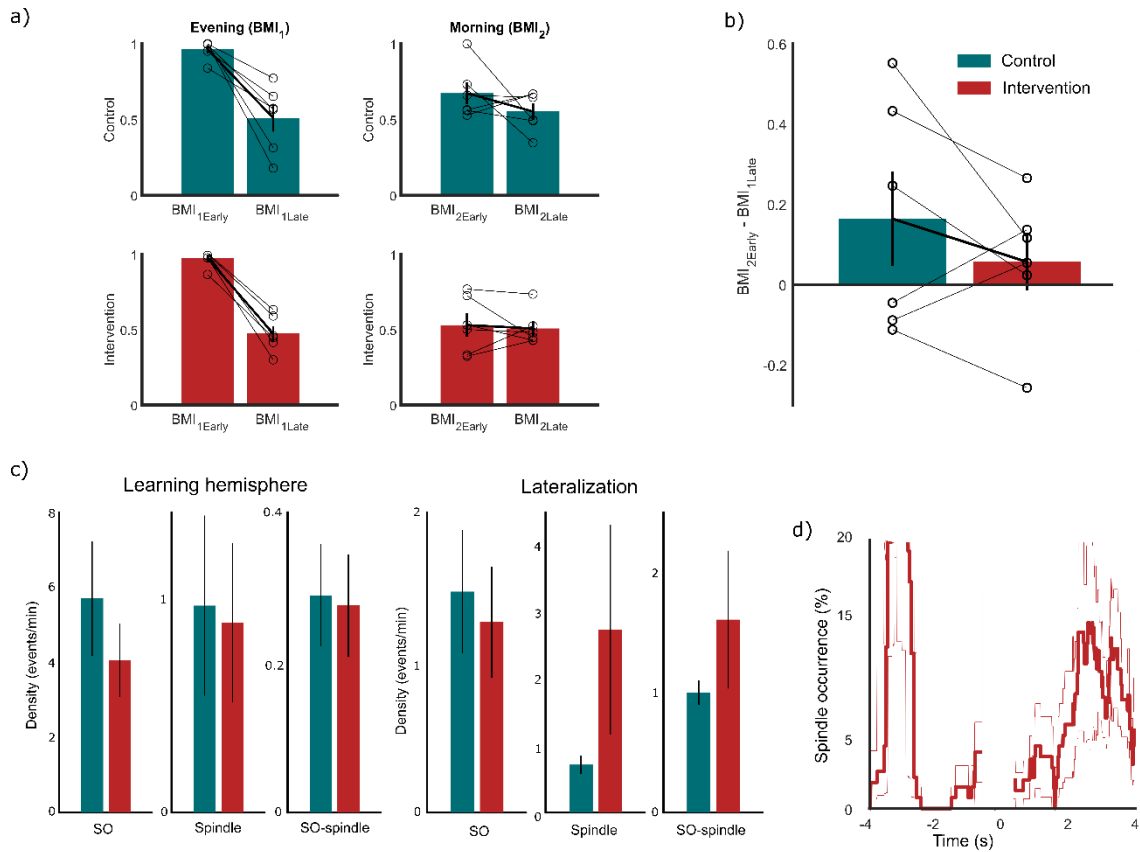 a)
Evening (BMI1)
Morning (BMI2)
Control
1
0.5
0
BMI1Early
BMI1Late
1
0.5
0
BMI2Early
BMI2Late
Intervention
1
0.5
0
BMI1Early
BMI1Late
1
0.5
0
BMI2Early
BMI2Late
b)
Control
Intervention
BMI2Early - BMI1Late
0.6
0.4
0.2
0
-0.2
c)
Learning hemisphere
Density (events/min)
8
6
4
2
0
SO
1
0
Spindle
0.4
0.2
0
SO-spindle
Lateralization
Density (events/min)
2
1
0
SO
4
3
2
1
0
Spindle
2
1
0
SO-spindle
d)
Spindle occurrence (%)
20
15
5
0
-4
-2
0
2
4
Time (s)